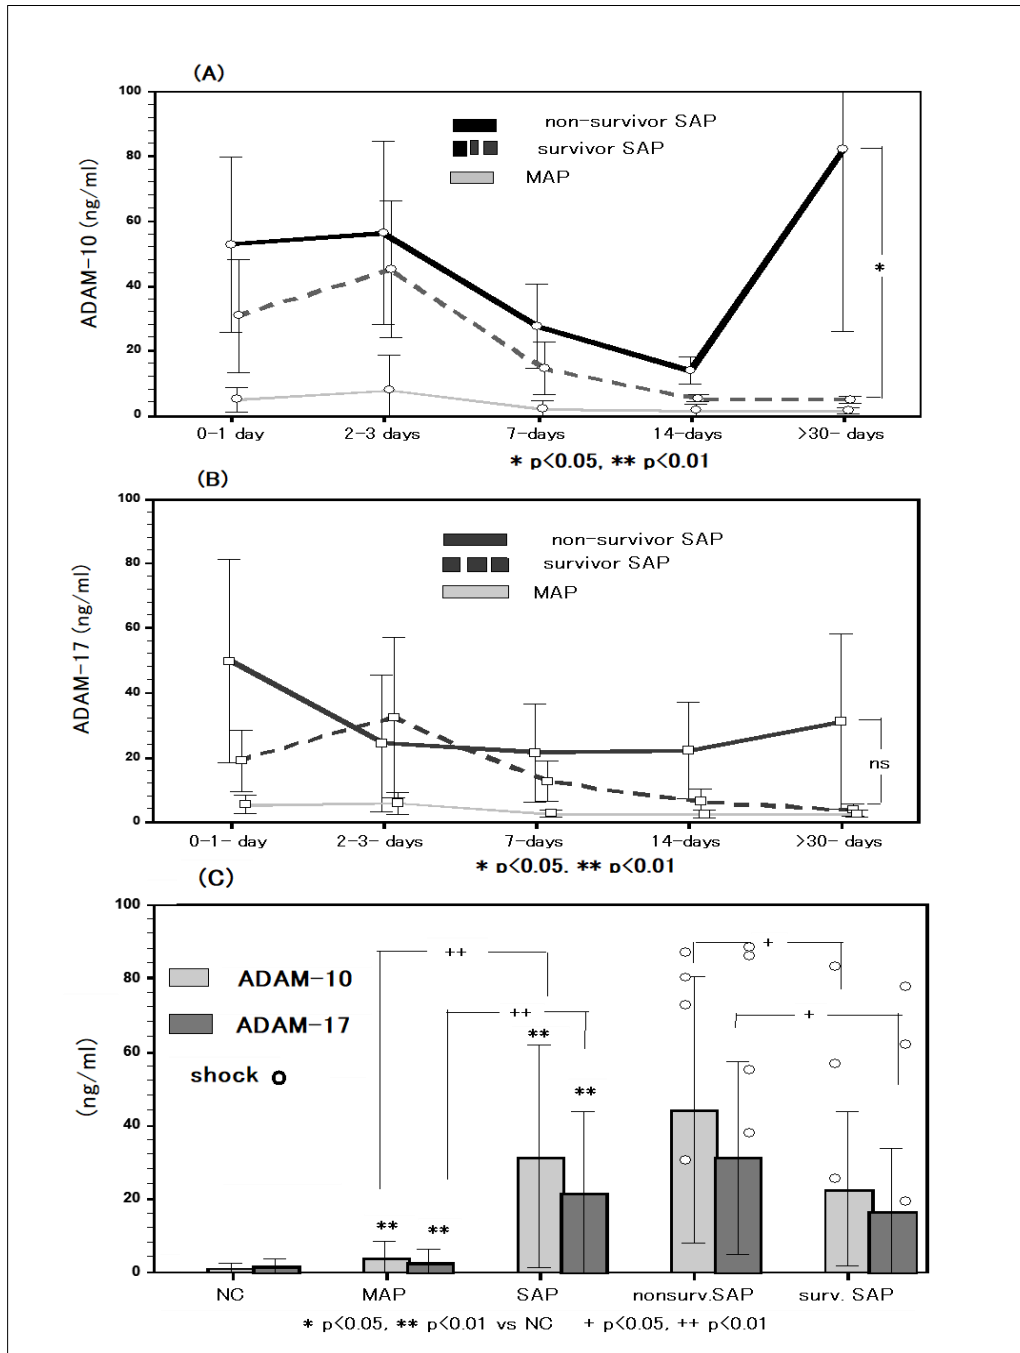 (A)
100
80
60
40
20
0
ADAM-10 (ng/ml)
non-survivor SAP
survivor SAP
MAP
*
0-1 day 2-3 days 7-days 14-days >30- days
* p<0.05, ** p<0.01
(B)
100
80
60
40
20
0
ADAM-17 (ng/ml)
non-survivor SAP
survivor SAP
MAP
ns
0-1- day 2-3- days 7-days 14-days >30- days
* p<0.05. ** p<0.01
(C)
100
80
60
40
20
0
(ng/ml)
ADAM-10
ADAM-17
shock
++
++
+
+
**
**
**
**
NC MAP SAP nonsurv.SAP surv. SAP
* p<0.05, ** p<0.01 vs NC + p<0.05, ++ p<0.01